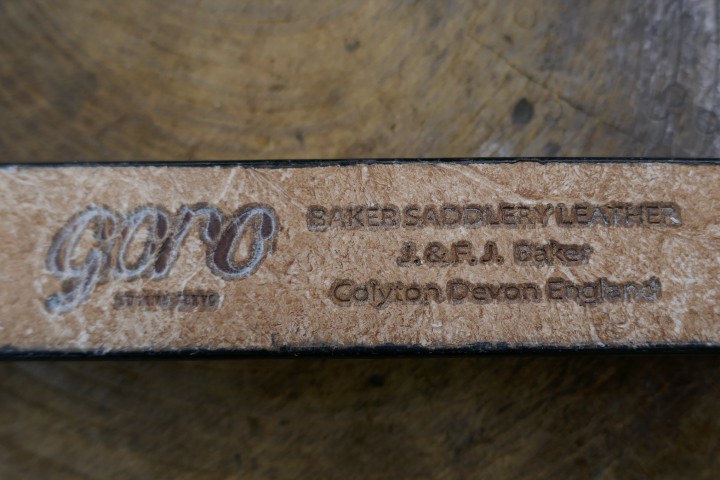 goro
BAKER SADDLERY LEATHER
J.&F.J. Baker
Colyton Devon England